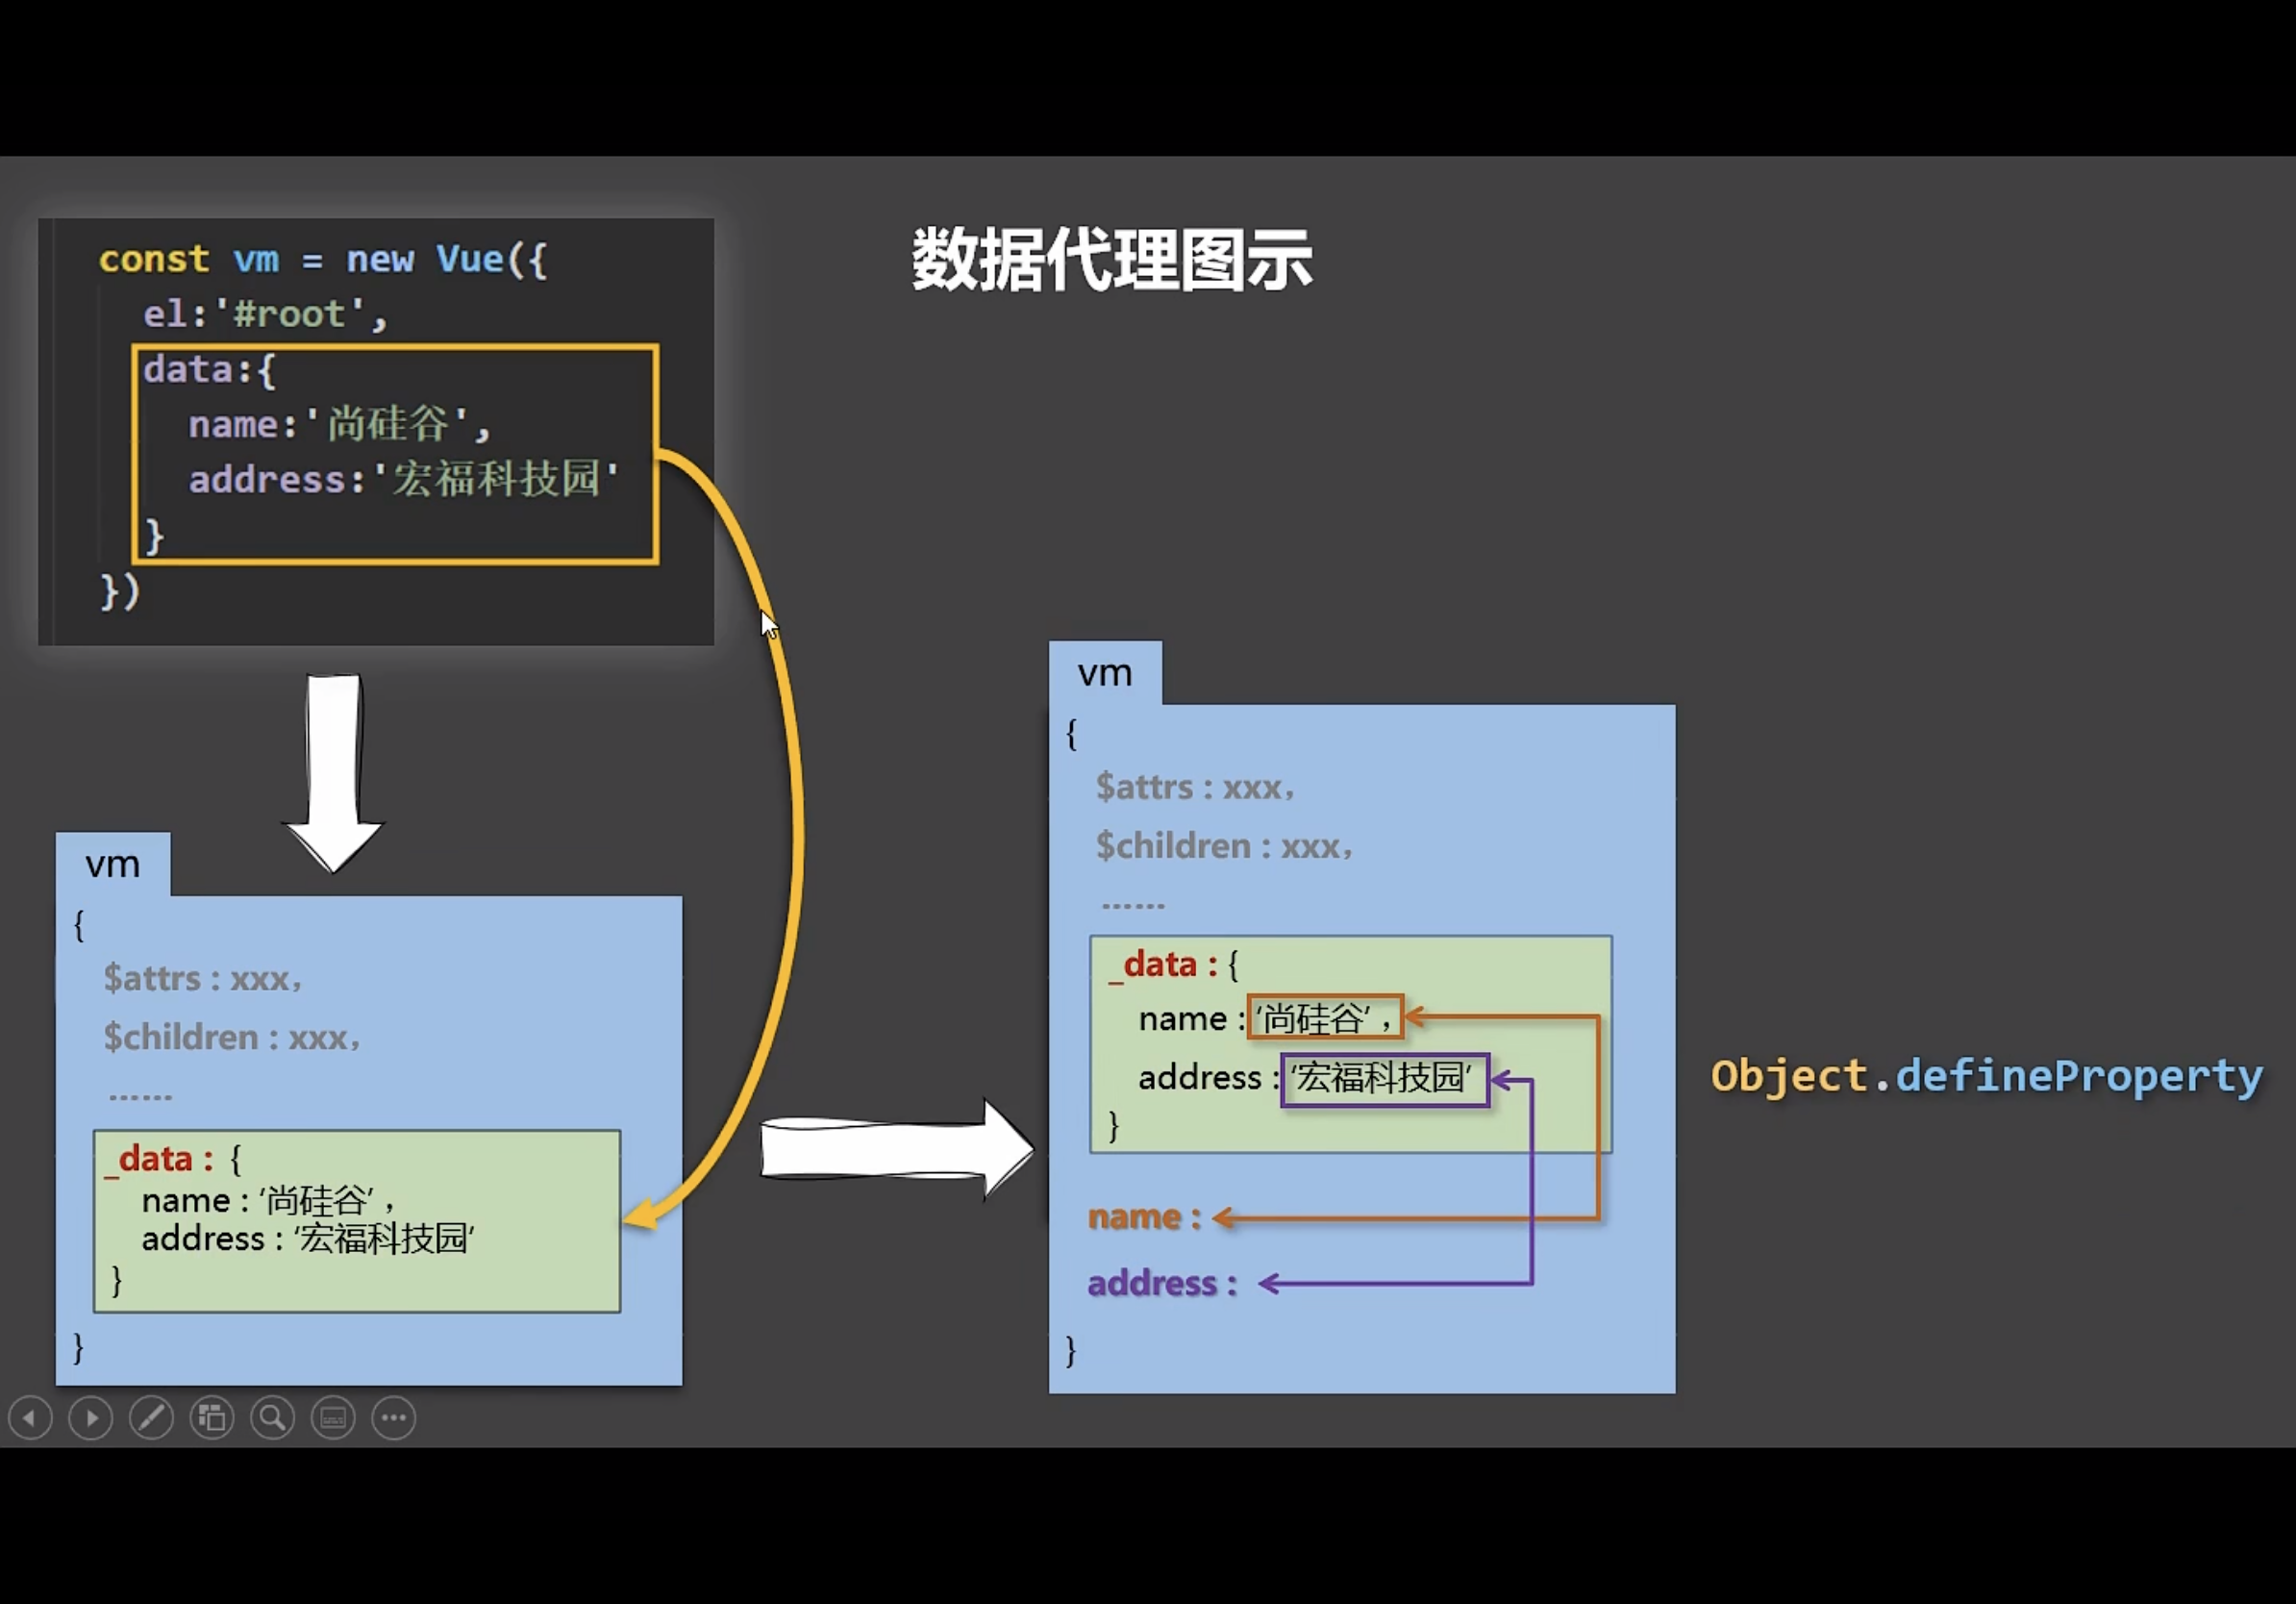 数据代理图示
const vm = new Vue({
el:'#root',
data:{
name:'尚硅谷',
address:'宏福科技园'
}
})
vm
{
$attrs : xxx，
$children : xxx，
……
_data : {
name : ‘尚硅谷’，
address : ‘宏福科技园’
}
}
vm
{
$attrs : xxx，
$children : xxx，
……
_data : {
name : ‘尚硅谷’，
address : ‘宏福科技园’
}
name :
address :
}
Object.defineProperty